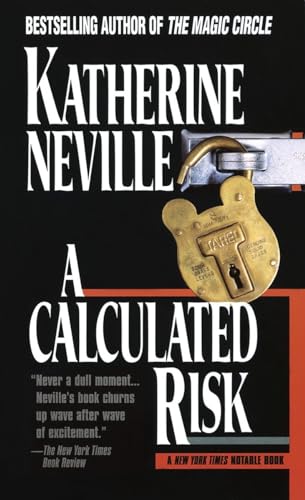 BESTSELLING AUTHOR OF THE MAGIC CIRCLE
KATHERINE
NEVILLE
A
CALCULATED
RISK
"Never a dull moment...
Neville's book churns
up wave after wave
of excitement."
—The New York Times
Book Review
A NEW YORK TIMES NOTABLE BOOK